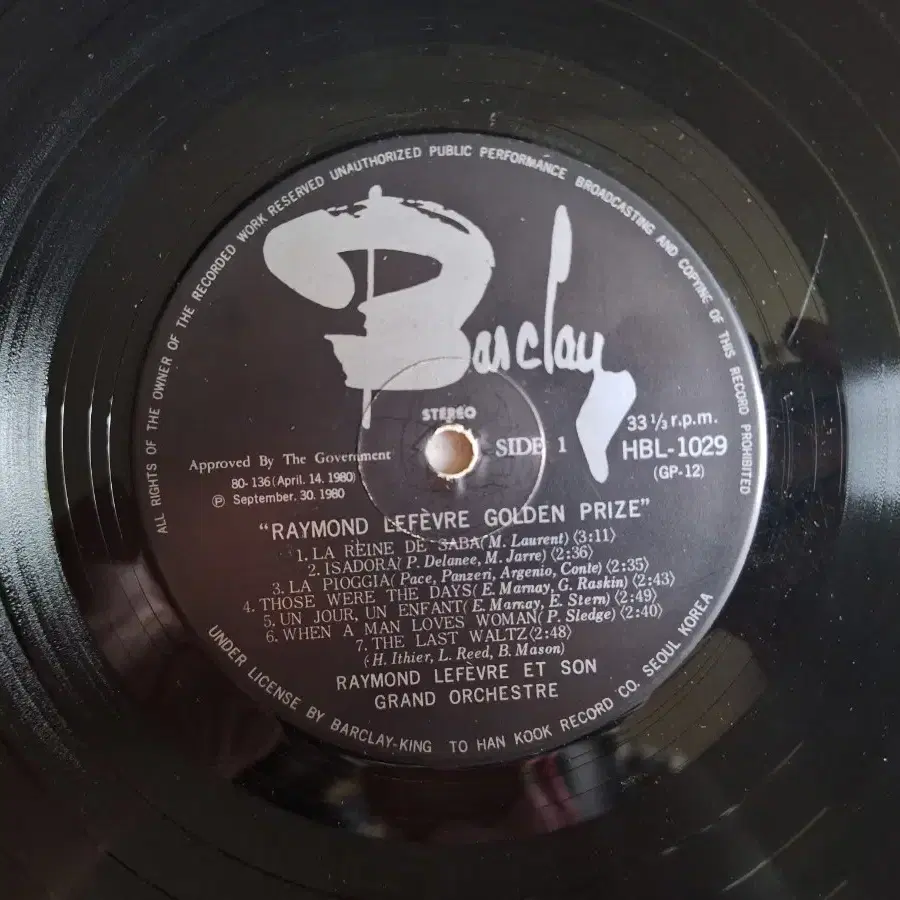 ALL RIGHTS OF THE OWNER OF THE RECORDED WORK RESERVED UNAUTHORIZED PUBLIC PERFORMANCE BROADCASTING AND COPYING OF THIS RECORD PROHIBITED
Barclay
STEREO
SIDE 1
33 1/3 r.p.m.
HBL-1029
(GP-12)
Approved By The Government
80-136 (April. 14. 1980)
Ⓟ September. 30. 1980
"RAYMOND LEFÈVRE GOLDEN PRIZE"
1. LA REINE DE SABA (M. Laurent) (3:11)
2. ISADORA (P. Delanee, M. Jarre) (2:36)
3. LA PIOGGIA (Pace, Panzeri, Argenio, Conte) (2:35)
4. THOSE WERE THE DAYS (E. Marnay, G. Raskin) (2:43)
5. UN JOUR, UN ENFANT (E. Marnay, E. Stern) (2:49)
6. WHEN A MAN LOVES WOMAN (P. Sledge) (2:40)
7. THE LAST WALTZ (2:48)
(H. Ithier, L. Reed, B. Mason)
RAYMOND LEFÈVRE ET SON
GRAND ORCHESTRE
UNDER LICENSE BY BARCLAY-KING TO HAN KOOK RECORD CO. SEOUL KOREA